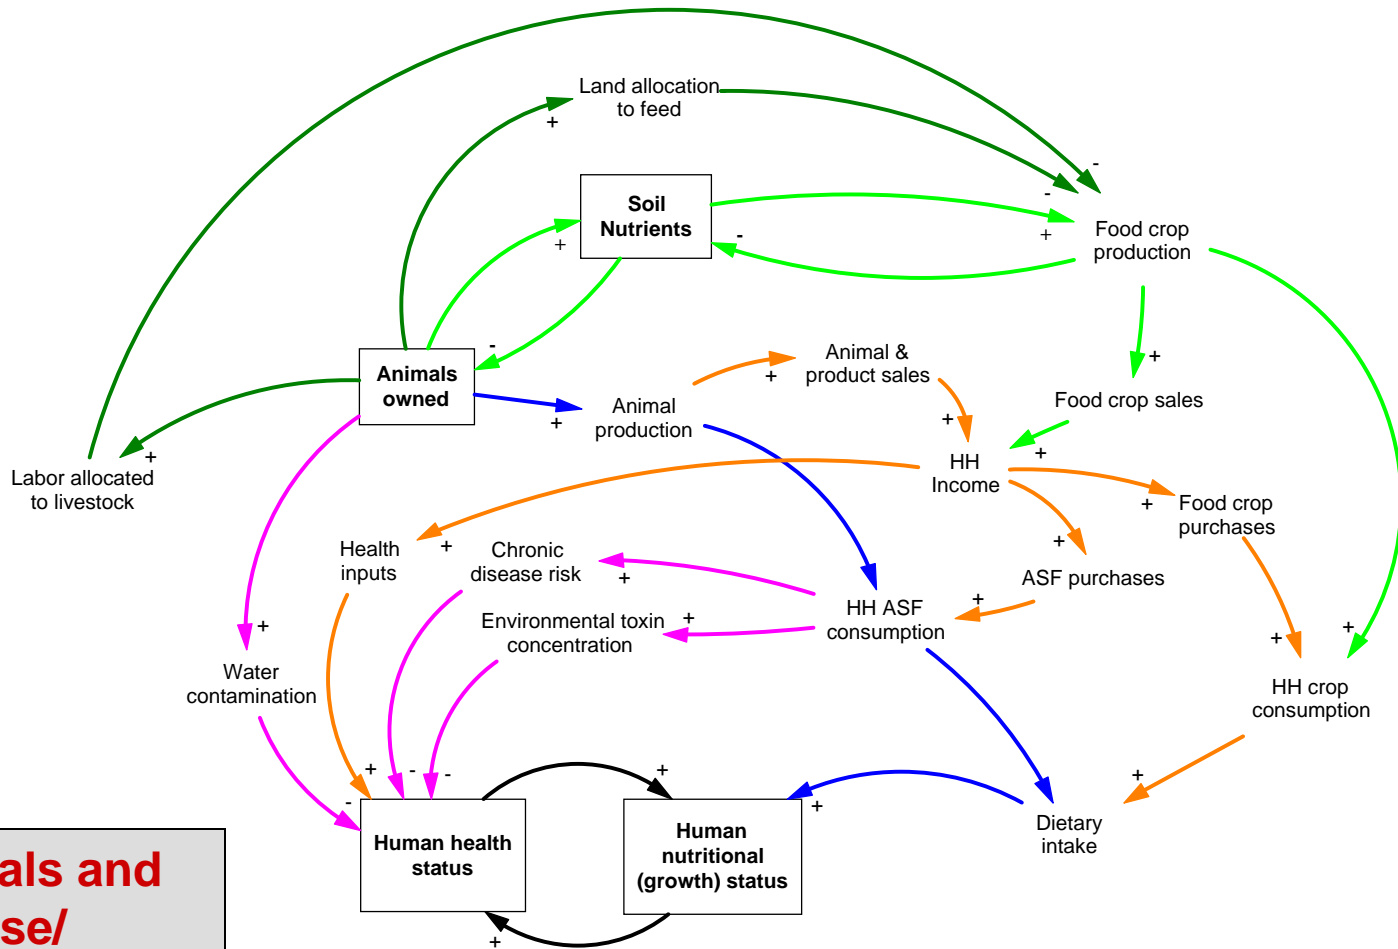 Land allocation
to feed
+
-
-
Soil
Nutrients
+
-
+
Food crop
production
-
Animals
owned
+
Animal &
product sales
+
+
Food crop sales
Animal
production
+
+
+
Labor allocated
to livestock
+
HH
Income
+
Food crop
purchases
Health
inputs
+
Chronic
disease risk
+
+
ASF purchases
HH ASF
consumption
+
Environmental toxin
concentration
+
+
Water
contamination
+
+
HH crop
consumption
+
-
-
-
+
+
+
Human health
status
Human
nutritional
(growth) status
Dietary
intake
+
als and
se/